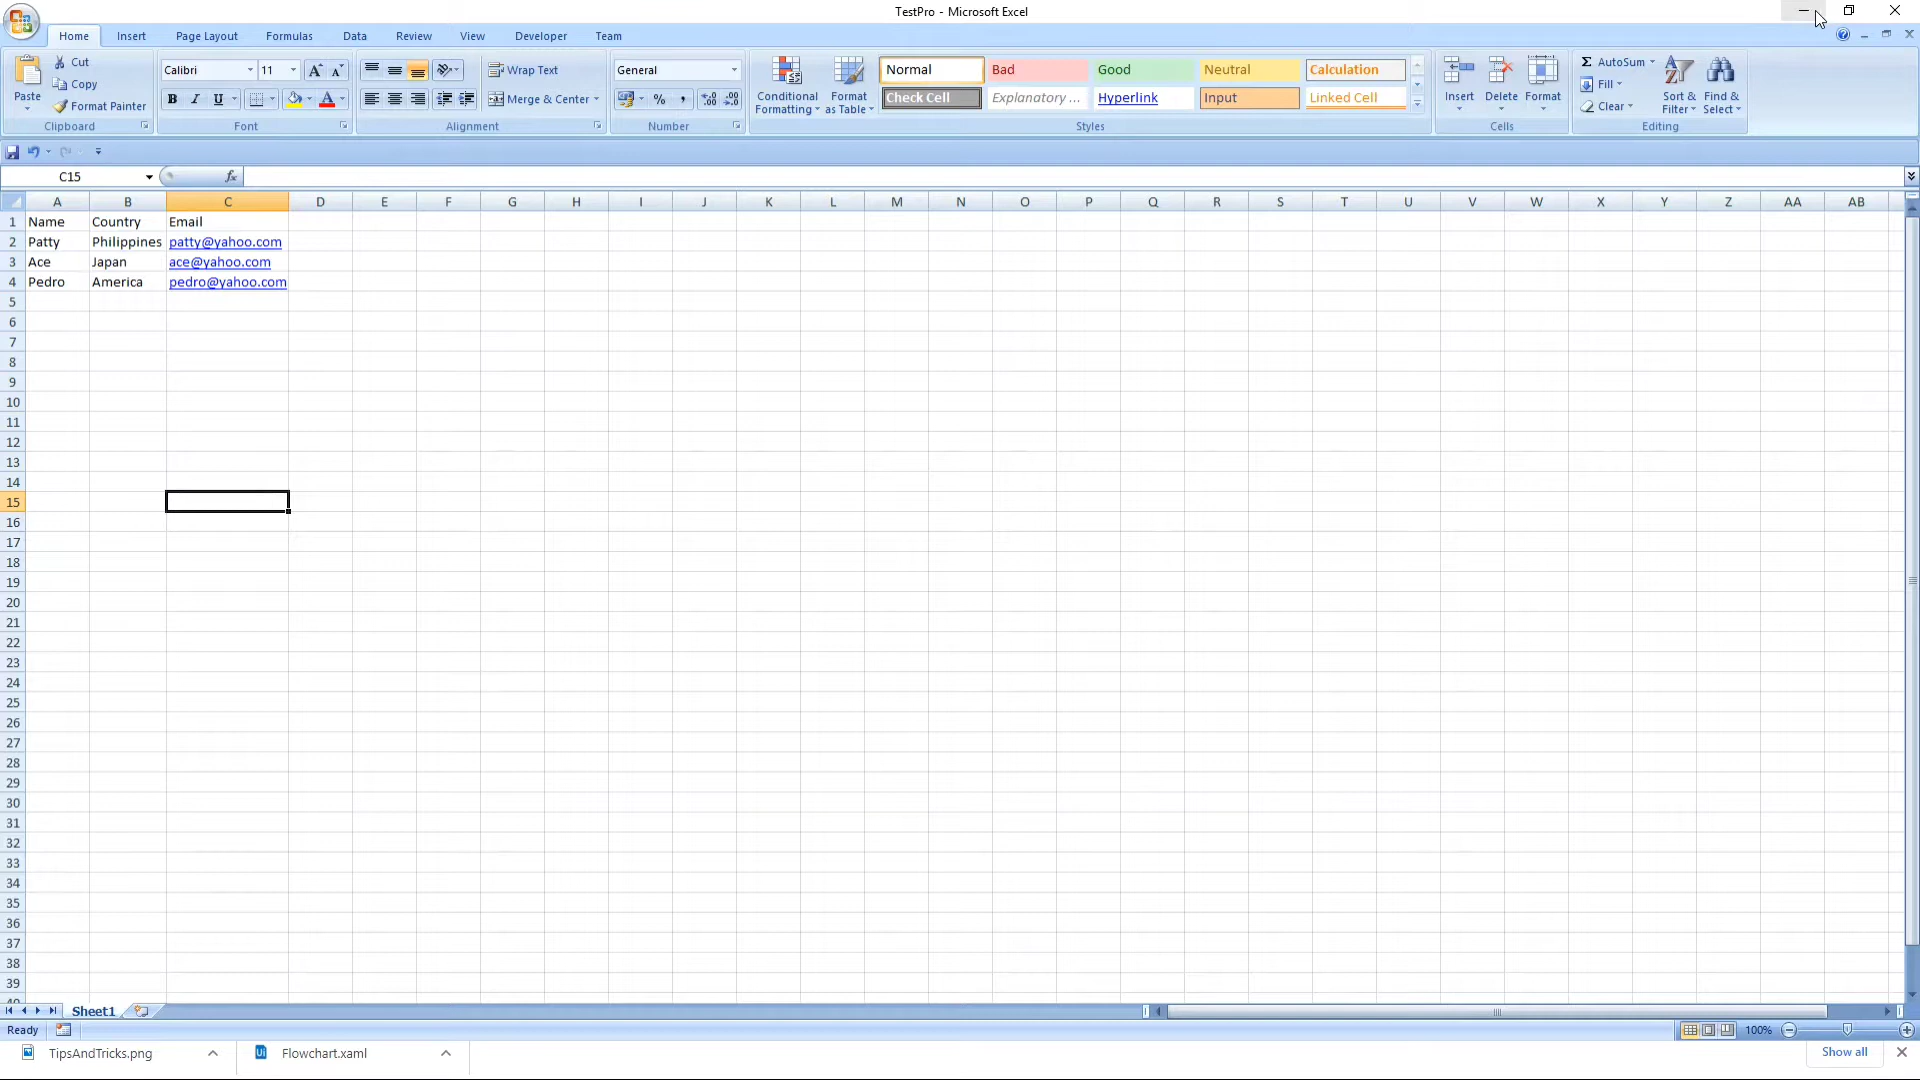 TestPro - Microsoft Excel
Home Insert Page Layout Formulas Data Review View Developer Team
Cut
Copy
Format Painter
Paste
Clipboard
Calibri 11
B I U
Font
Wrap Text
Merge & Center
Alignment
General
%
Number
Conditional Formatting
Format as Table
Normal Bad Good Neutral Calculation
Check Cell Explanatory ... Hyperlink Input Linked Cell
Styles
Insert Delete Format
Cells
AutoSum
Fill
Clear
Sort & Filter
Find & Select
Editing
C15 fx
A B C D E F G H I J K L M N O P Q R S T U V W X Y Z AA AB
1 Name Country Email
2 Patty Philippines patty@yahoo.com
3 Ace Japan ace@yahoo.com
4 Pedro America pedro@yahoo.com
5
6
7
8
9
10
11
12
13
14
15
16
17
18
19
20
21
22
23
24
25
26
27
28
29
30
31
32
33
34
35
36
37
38
39
Sheet1
Ready 100%
TipsAndTricks.png Ui Flowchart.xaml Show all